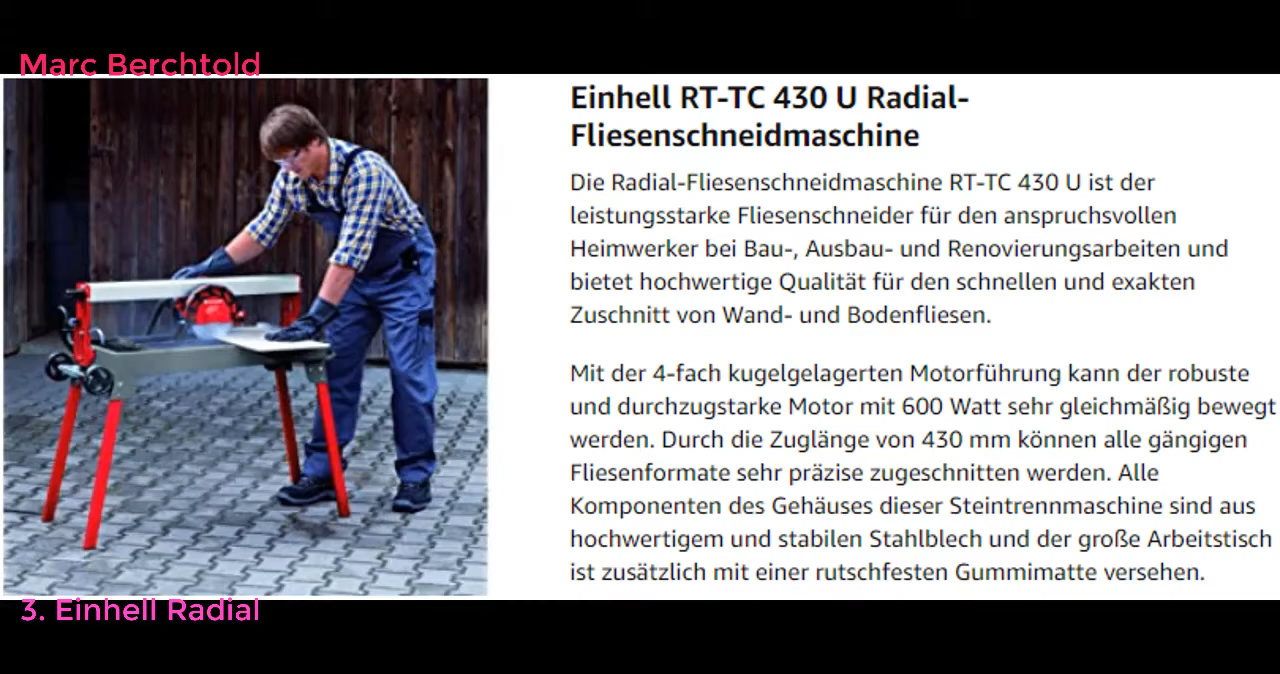 Marc Berchtold
Einhell RT-TC 430 U Radial-
Fliesenschneidmaschine
Die Radial-Fliesenschneidmaschine RT-TC 430 U ist der
leistungsstarke Fliesenschneider für den anspruchsvollen
Heimwerker bei Bau-, Ausbau- und Renovierungsarbeiten und
bietet hochwertige Qualität für den schnellen und exakten
Zuschnitt von Wand- und Bodenfliesen.
Mit der 4-fach kugelgelagerten Motorführung kann der robuste
und durchzugstarke Motor mit 600 Watt sehr gleichmäßig bewegt
werden. Durch die Zuglänge von 430 mm können alle gängigen
Fliesenformate sehr präzise zugeschnitten werden. Alle
Komponenten des Gehäuses dieser Steintrennmaschine sind aus
hochwertigem und stabilen Stahlblech und der große Arbeitstisch
ist zusätzlich mit einer rutschfesten Gummimatte versehen.
3. Einhell Radial